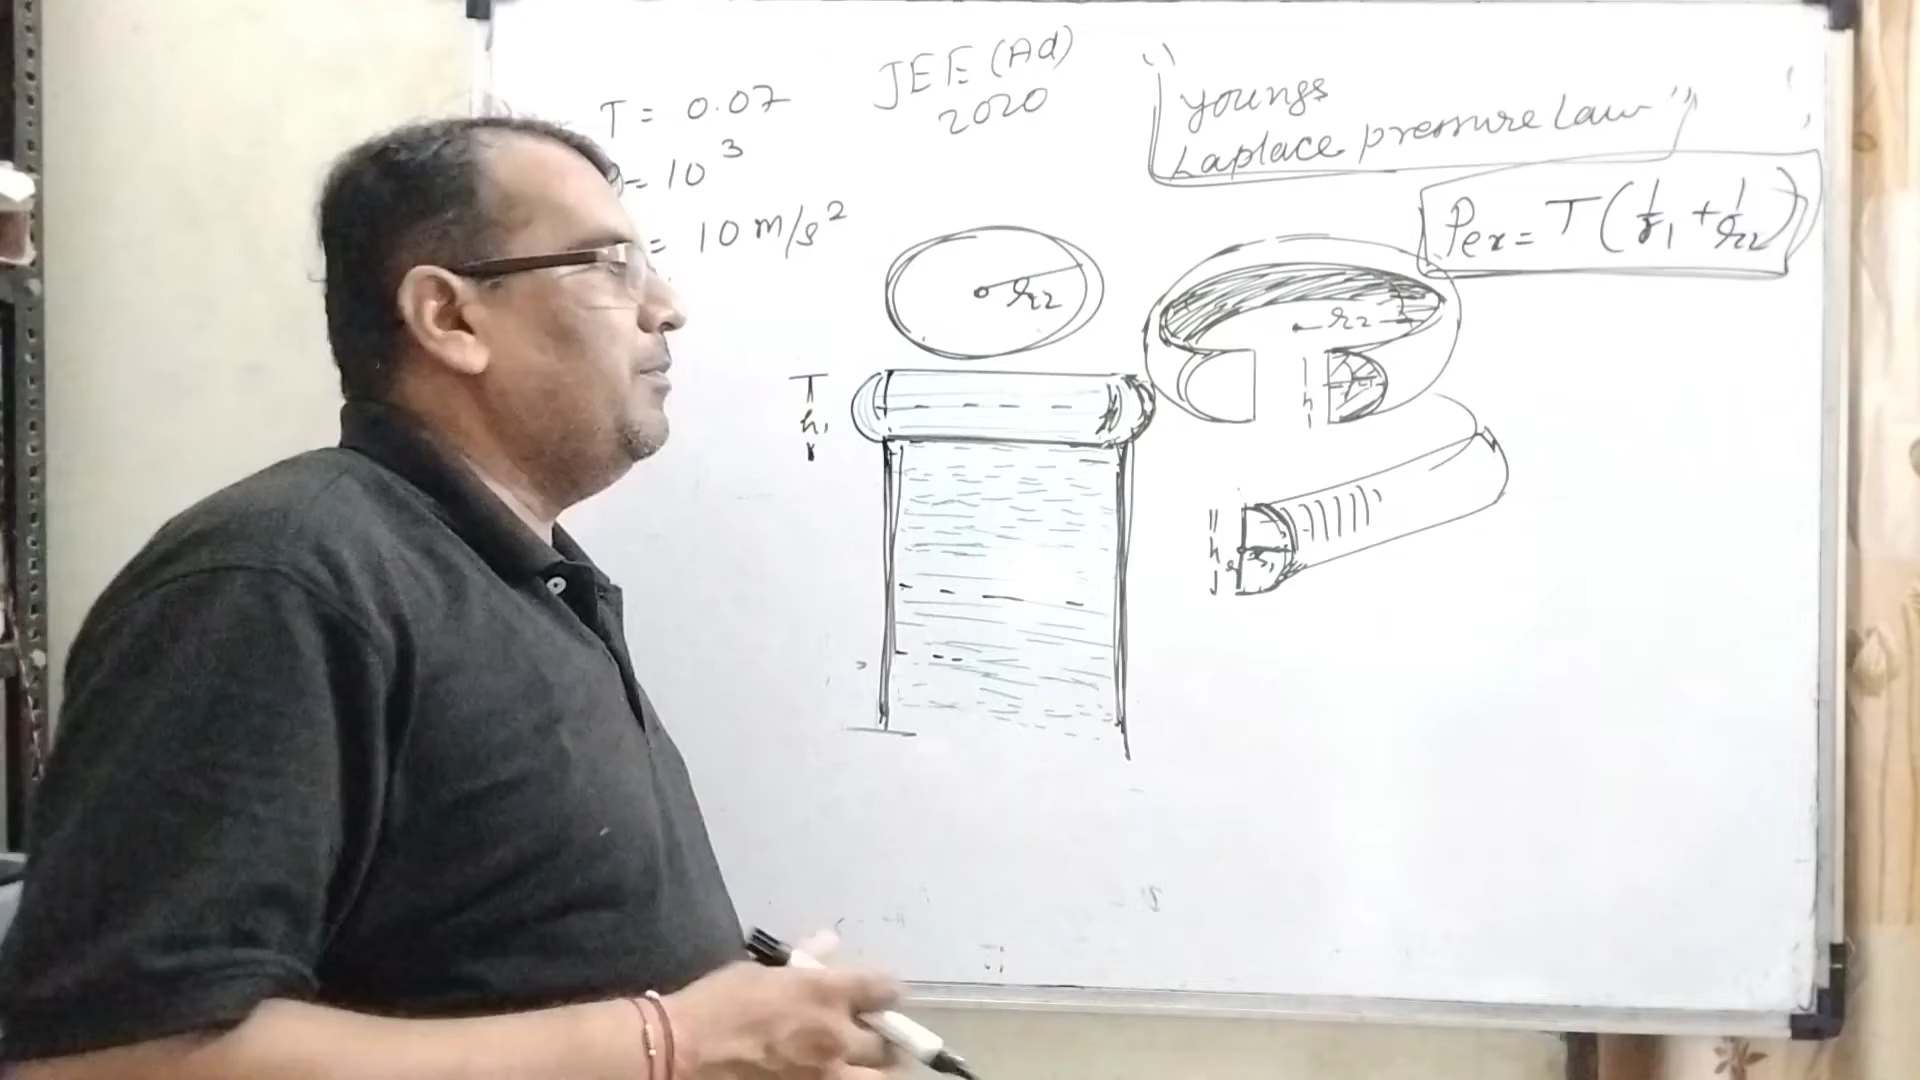 T = 0.07
= 10³
= 10 m/s²
JEE (Ad)
2020
" youngs
Laplace pressure Law "
Pex = T ( 1/r₁ + 1/r₂ )
r₂
r₂
h
h
h
r₁